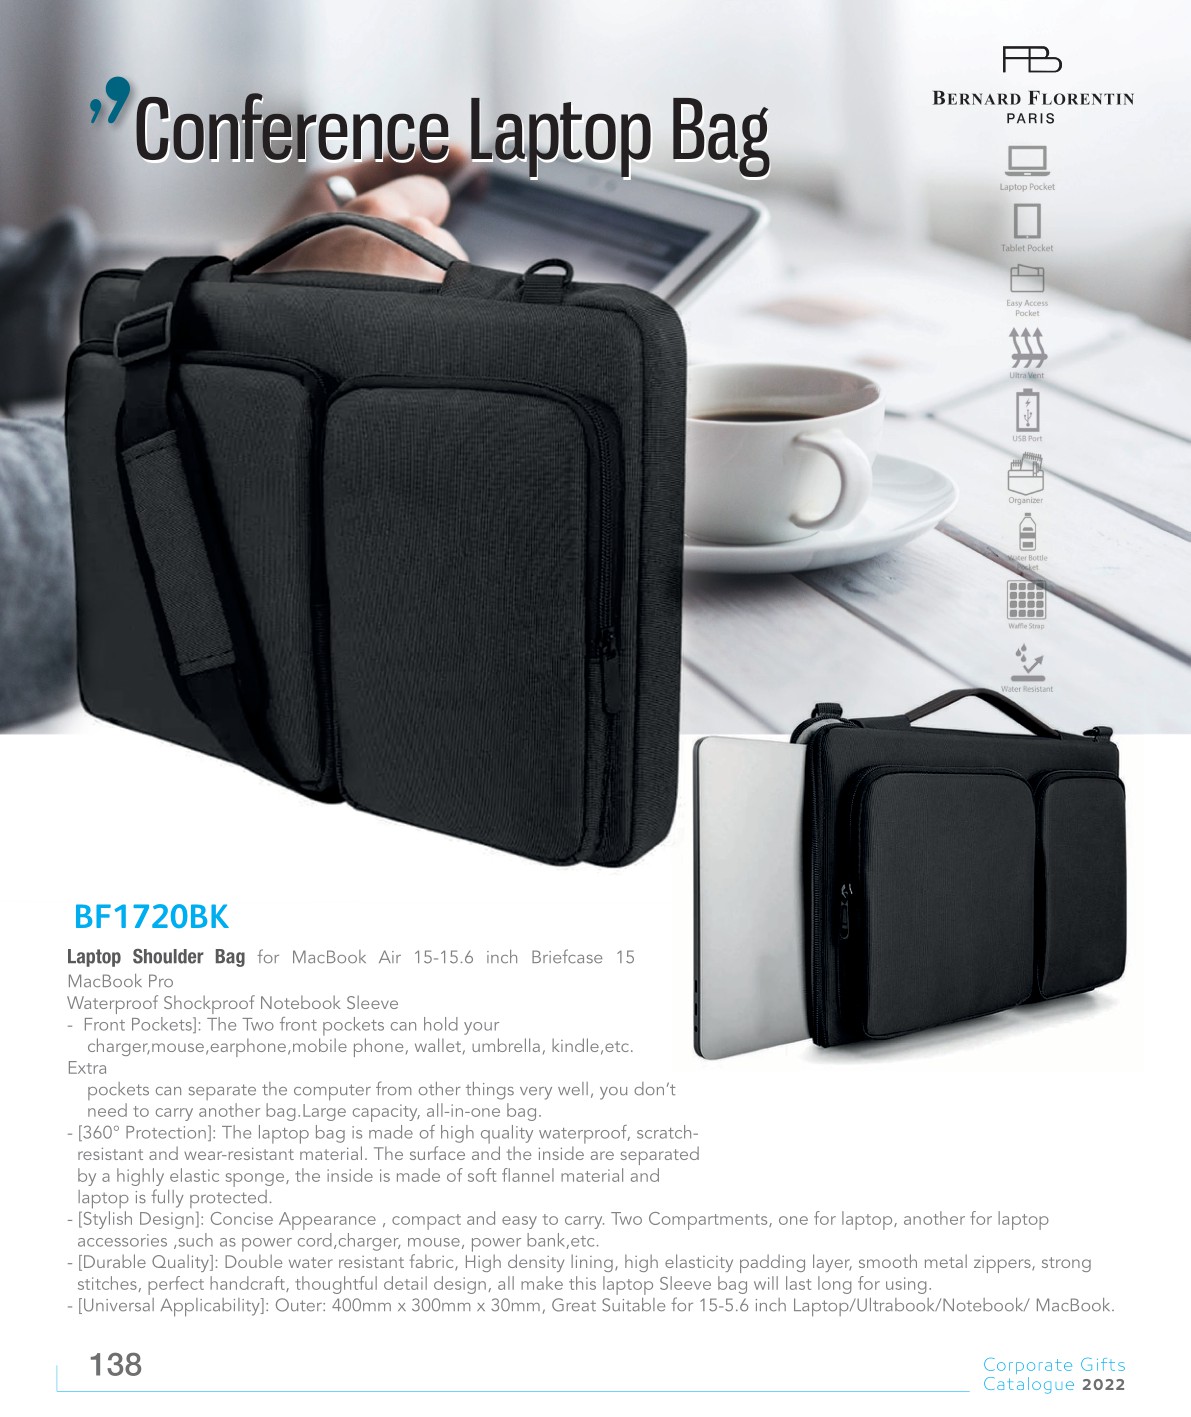 ❜Conference Laptop Bag
BERNARD FLORENTIN
PARIS
Laptop Pocket
Tablet Pocket
Easy Access
Pocket
Ultra Vent
USB Port
Organizer
Water Bottle
Pocket
Waffle Strap
Water Resistant
BF1720BK
Laptop Shoulder Bag for MacBook Air 15-15.6 inch Briefcase 15
MacBook Pro
Waterproof Shockproof Notebook Sleeve
- Front Pockets]: The Two front pockets can hold your
charger,mouse,earphone,mobile phone, wallet, umbrella, kindle,etc.
Extra
pockets can separate the computer from other things very well, you don’t
need to carry another bag.Large capacity, all-in-one bag.
- [360° Protection]: The laptop bag is made of high quality waterproof, scratch-
resistant and wear-resistant material. The surface and the inside are separated
by a highly elastic sponge, the inside is made of soft flannel material and
laptop is fully protected.
- [Stylish Design]: Concise Appearance , compact and easy to carry. Two Compartments, one for laptop, another for laptop
accessories ,such as power cord,charger, mouse, power bank,etc.
- [Durable Quality]: Double water resistant fabric, High density lining, high elasticity padding layer, smooth metal zippers, strong
stitches, perfect handcraft, thoughtful detail design, all make this laptop Sleeve bag will last long for using.
- [Universal Applicability]: Outer: 400mm x 300mm x 30mm, Great Suitable for 15-5.6 inch Laptop/Ultrabook/Notebook/ MacBook.
138
Corporate Gifts
Catalogue 2022